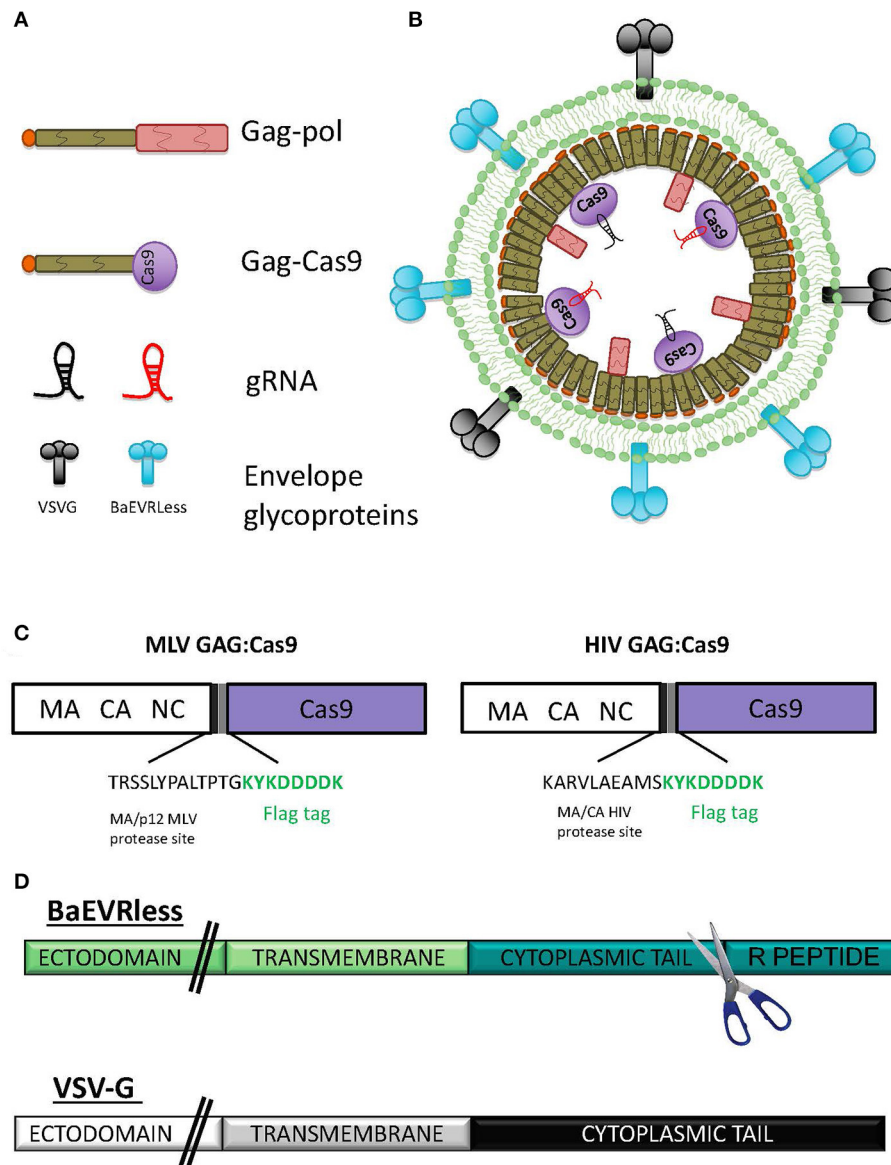 A
Gag-pol
Cas9
Gag-Cas9
gRNA
VSVG
BaEVRLess
Envelope
glycoproteins
B
Cas9
Cas9
Cas9
Cas9
C
MLV GAG:Cas9
MA CA NC
Cas9
TRSSLYPALTPTGKYKDDDDK
MA/p12 MLV
protease site
Flag tag
HIV GAG:Cas9
MA CA NC
Cas9
KARVLAEAMSKYKDDDDK
MA/CA HIV
protease site
Flag tag
D
BaEVRless
ECTODOMAIN
TRANSMEMBRANE
CYTOPLASMIC TAIL
R PEPTIDE
VSV-G
ECTODOMAIN
TRANSMEMBRANE
CYTOPLASMIC TAIL